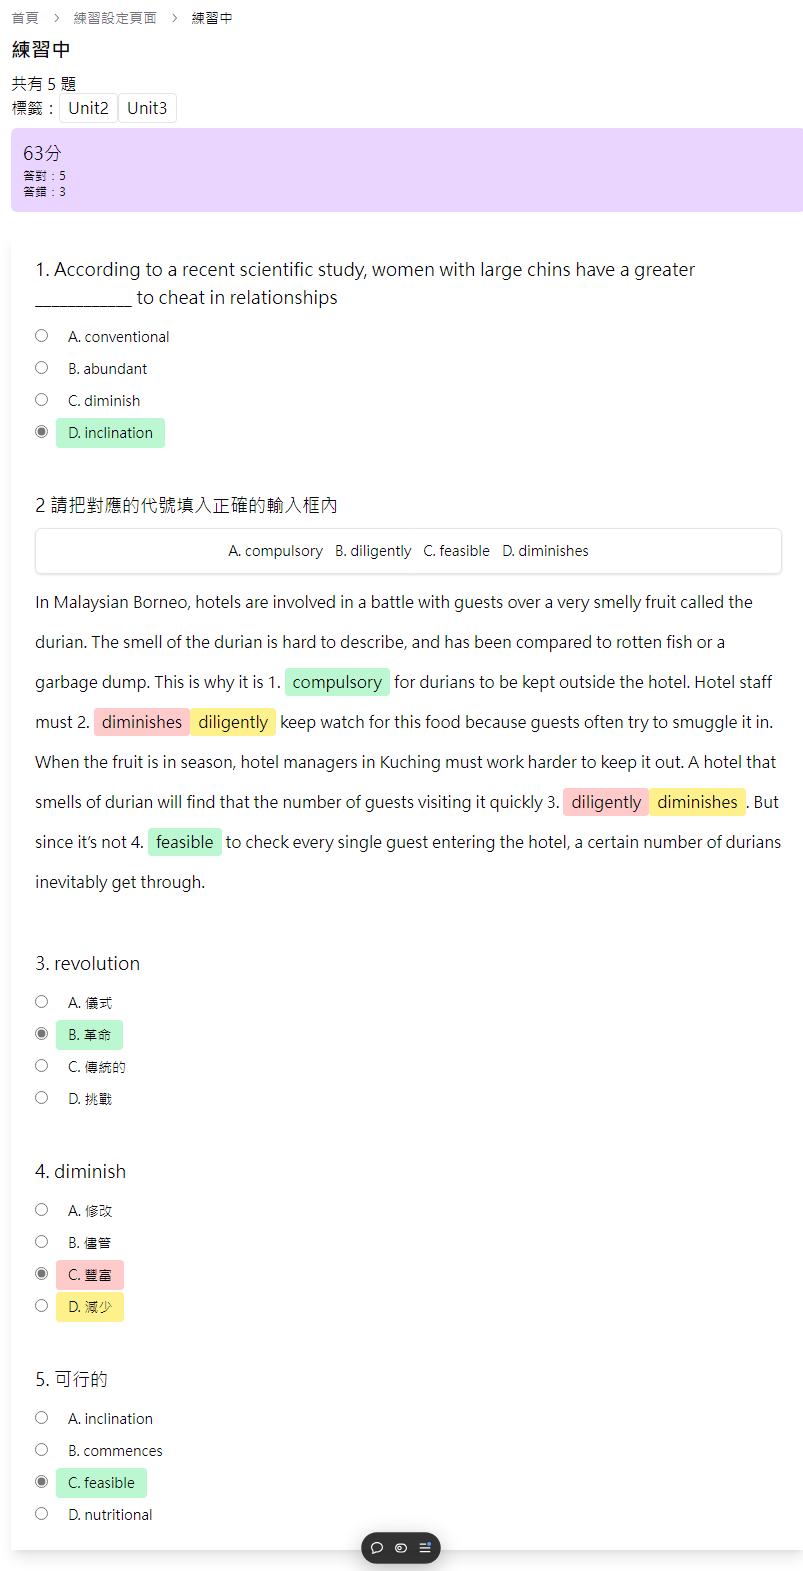 首頁 > 練習設定頁面 > 練習中
練習中
共有 5 題
標籤： Unit2 Unit3
63分
答對：5
答錯：3
1. According to a recent scientific study, women with large chins have a greater
____________ to cheat in relationships
A. conventional
B. abundant
C. diminish
D. inclination
2 請把對應的代號填入正確的輸入框內
A. compulsory B. diligently C. feasible D. diminishes
In Malaysian Borneo, hotels are involved in a battle with guests over a very smelly fruit called the
durian. The smell of the durian is hard to describe, and has been compared to rotten fish or a
garbage dump. This is why it is 1. compulsory for durians to be kept outside the hotel. Hotel staff
must 2. diminishes diligently keep watch for this food because guests often try to smuggle it in.
When the fruit is in season, hotel managers in Kuching must work harder to keep it out. A hotel that
smells of durian will find that the number of guests visiting it quickly 3. diligently diminishes . But
since it’s not 4. feasible to check every single guest entering the hotel, a certain number of durians
inevitably get through.
3. revolution
A. 儀式
B. 革命
C. 傳統的
D. 挑戰
4. diminish
A. 修改
B. 儘管
C. 豐富
D. 減少
5. 可行的
A. inclination
B. commences
C. feasible
D. nutritional